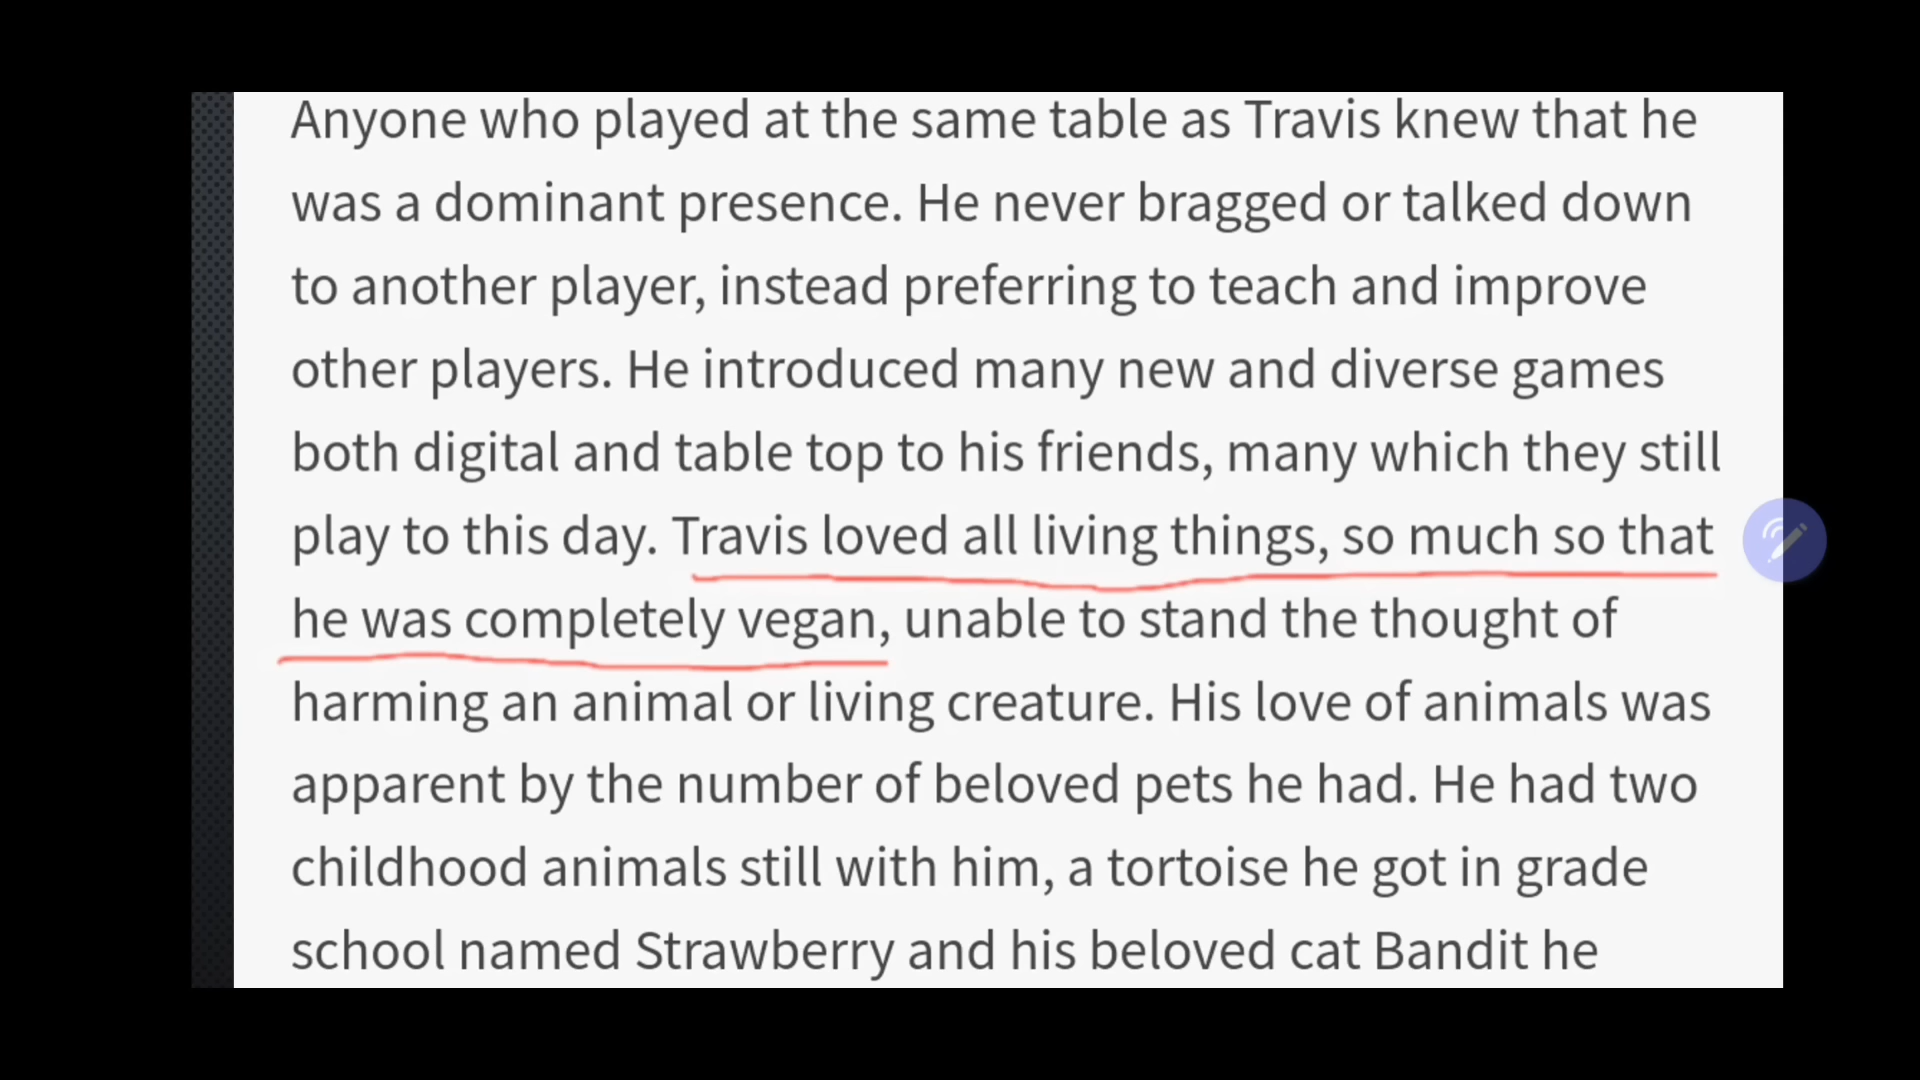 Anyone who played at the same table as Travis knew that he
was a dominant presence. He never bragged or talked down
to another player, instead preferring to teach and improve
other players. He introduced many new and diverse games
both digital and table top to his friends, many which they still
play to this day. Travis loved all living things, so much so that
he was completely vegan, unable to stand the thought of
harming an animal or living creature. His love of animals was
apparent by the number of beloved pets he had. He had two
childhood animals still with him, a tortoise he got in grade
school named Strawberry and his beloved cat Bandit he